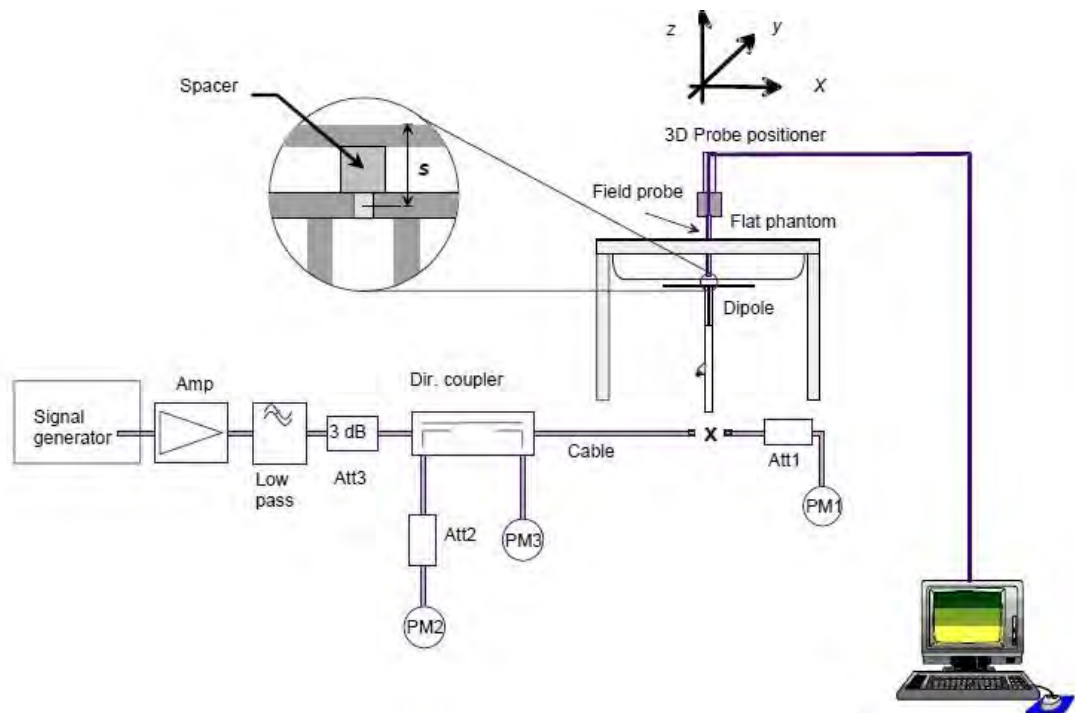 z
y
X
Spacer
3D Probe positioner
s
Field probe
Flat phantom
Dipole
Dir. coupler
Amp
Signal
generator
3 dB
Cable
x
Att1
Low
pass
Att3
PM1
Att2
PM3
PM2